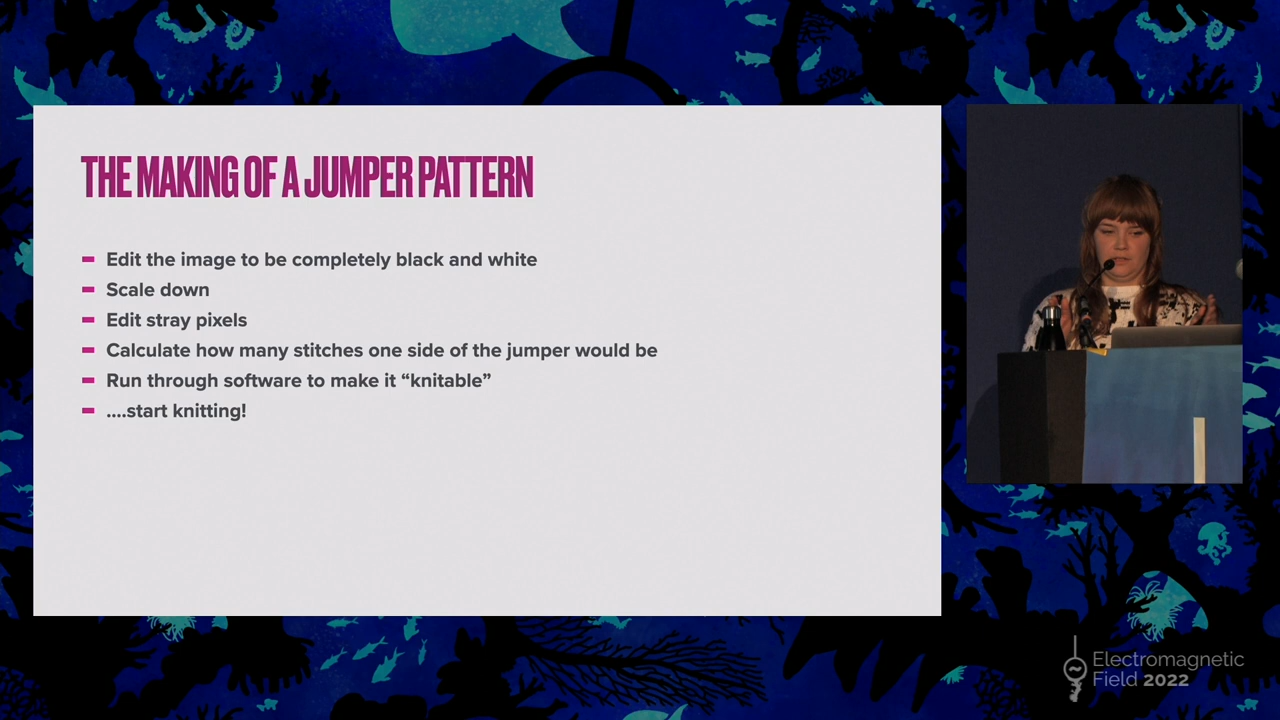 THE MAKING OF A JUMPER PATTERN
Edit the image to be completely black and white
Scale down
Edit stray pixels
Calculate how many stitches one side of the jumper would be
Run through software to make it “knitable”
....start knitting!
Electromagnetic
Field 2022